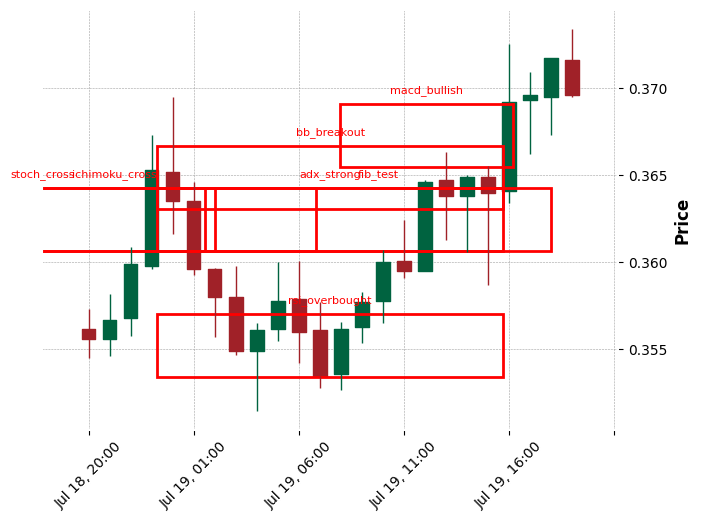 macd_bullish
bb_breakout
stoch_cross
ichimoku_cross
adx_strong
fib_test
rsi_overbought
0.370
0.365
0.360
0.355
Price
Jul 18, 20:00
Jul 19, 01:00
Jul 19, 06:00
Jul 19, 11:00
Jul 19, 16:00